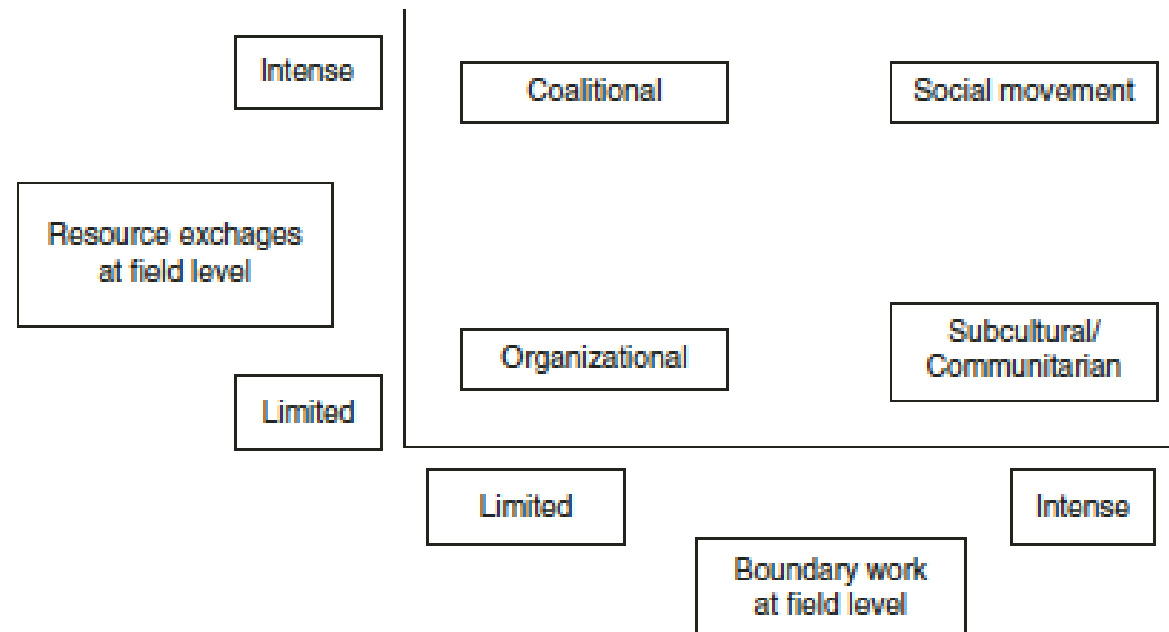 Intense
Coalitional
Social movement
Resource exchages
at field level
Organizational
Subcultural/
Communitarian
Limited
Limited
Intense
Boundary work
at field level